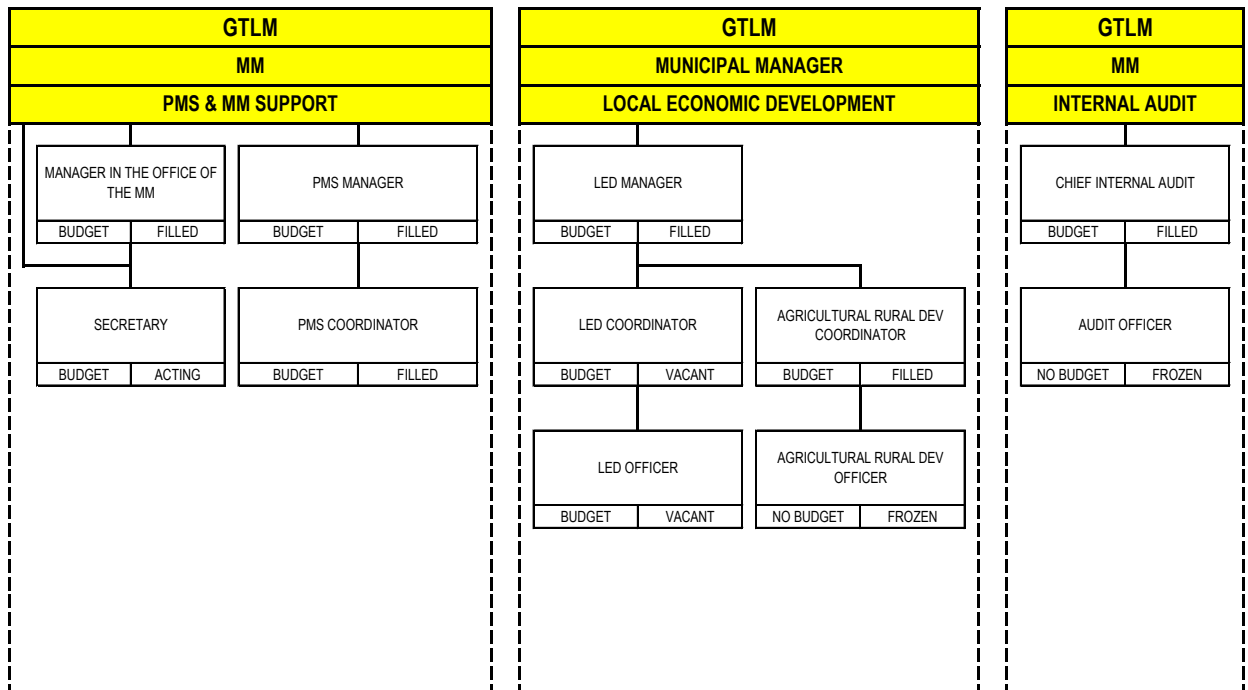 GTLM
MM
PMS & MM SUPPORT
MANAGER IN THE OFFICE OF
THE MM
BUDGET FILLED
PMS MANAGER
BUDGET FILLED
SECRETARY
BUDGET ACTING
PMS COORDINATOR
BUDGET FILLED
GTLM
MUNICIPAL MANAGER
LOCAL ECONOMIC DEVELOPMENT
LED MANAGER
BUDGET FILLED
LED COORDINATOR
BUDGET VACANT
AGRICULTURAL RURAL DEV
COORDINATOR
BUDGET FILLED
LED OFFICER
BUDGET VACANT
AGRICULTURAL RURAL DEV
OFFICER
NO BUDGET FROZEN
GTLM
MM
INTERNAL AUDIT
CHIEF INTERNAL AUDIT
BUDGET FILLED
AUDIT OFFICER
NO BUDGET FROZEN